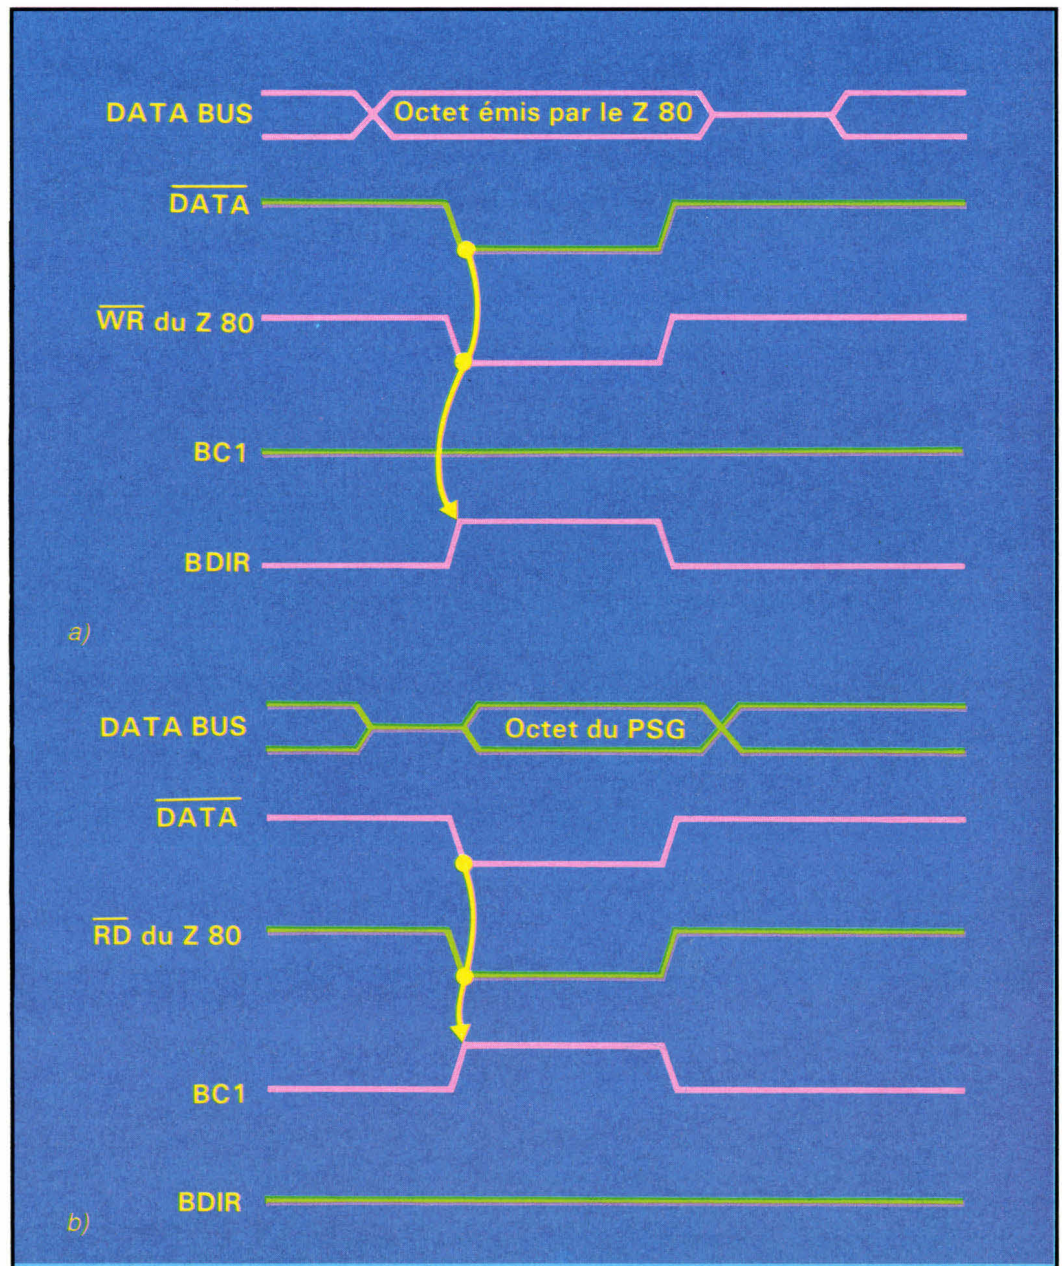 DATA BUS
Octet émis par le Z 80
DATA
WR du Z 80
BC1
BDIR
a)
DATA BUS
Octet du PSG
DATA
RD du Z 80
BC1
BDIR
b)